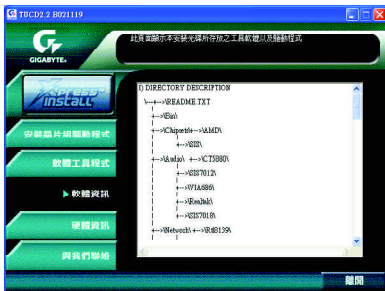 TUCD2.2 B021119
GIGABYTE
此頁面顯示本安裝光碟所存放之工具軟體以及驅動程式
Xpress
install
安裝晶片組驅動程式
軟體工具程式
軟體資訊
硬體資訊
與我們聯絡
I) DIRECTORY DESCRIPTION
\--+-->\README.TXT
+-->\Bin\
+-->\Chipset\+-->\AMD\
| +-->\SIS\
+-->\Audio\ +-->\CT5880\
| +-->\SIS7012\
| +-->\VIA686\
| +-->\Realtek\
| +-->\SIS7018\
+-->\Network\ +-->\Rtl8139\
離開